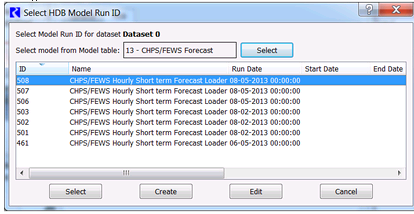 Select HDB Model Run ID
Select Model Run ID for dataset Dataset 0
Select model from Model table: 13 - CHPS/FEWS Forecast Select
ID Name Run Date Start Date End Date
508 CHPS/FEWS Hourly Short term Forecast Loader 08-05-2013 00:00:00
507 CHPS/FEWS Hourly Short term Forecast Loader 08-05-2013 00:00:00
506 CHPS/FEWS Hourly Short term Forecast Loader 08-05-2013 00:00:00
503 CHPS/FEWS Hourly Short term Forecast Loader 08-02-2013 00:00:00
502 CHPS/FEWS Hourly Short term Forecast Loader 08-02-2013 00:00:00
501 CHPS/FEWS Hourly Short term Forecast Loader 08-02-2013 00:00:00
461 CHPS/FEWS Hourly Short term Forecast Loader 06-05-2013 00:00:00
Select Create Edit Cancel